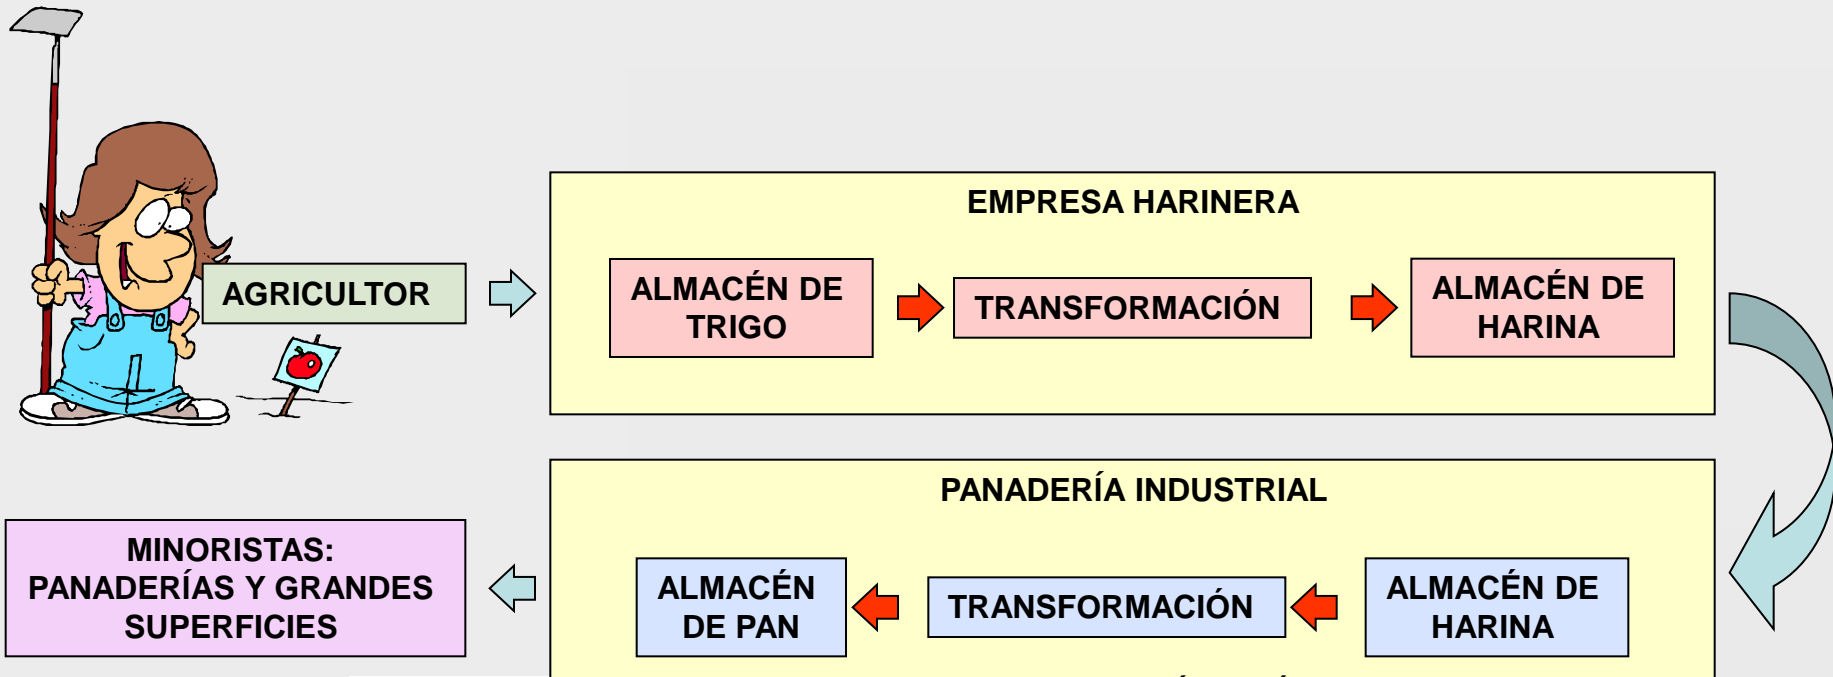 EMPRESA HARINERA
AGRICULTOR
ALMACÉN DE
TRIGO
TRANSFORMACIÓN
ALMACÉN DE
HARINA
PANADERÍA INDUSTRIAL
ALMACÉN DE
HARINA
TRANSFORMACIÓN
ALMACÉN
DE PAN
MINORISTAS:
PANADERÍAS Y GRANDES
SUPERFICIES